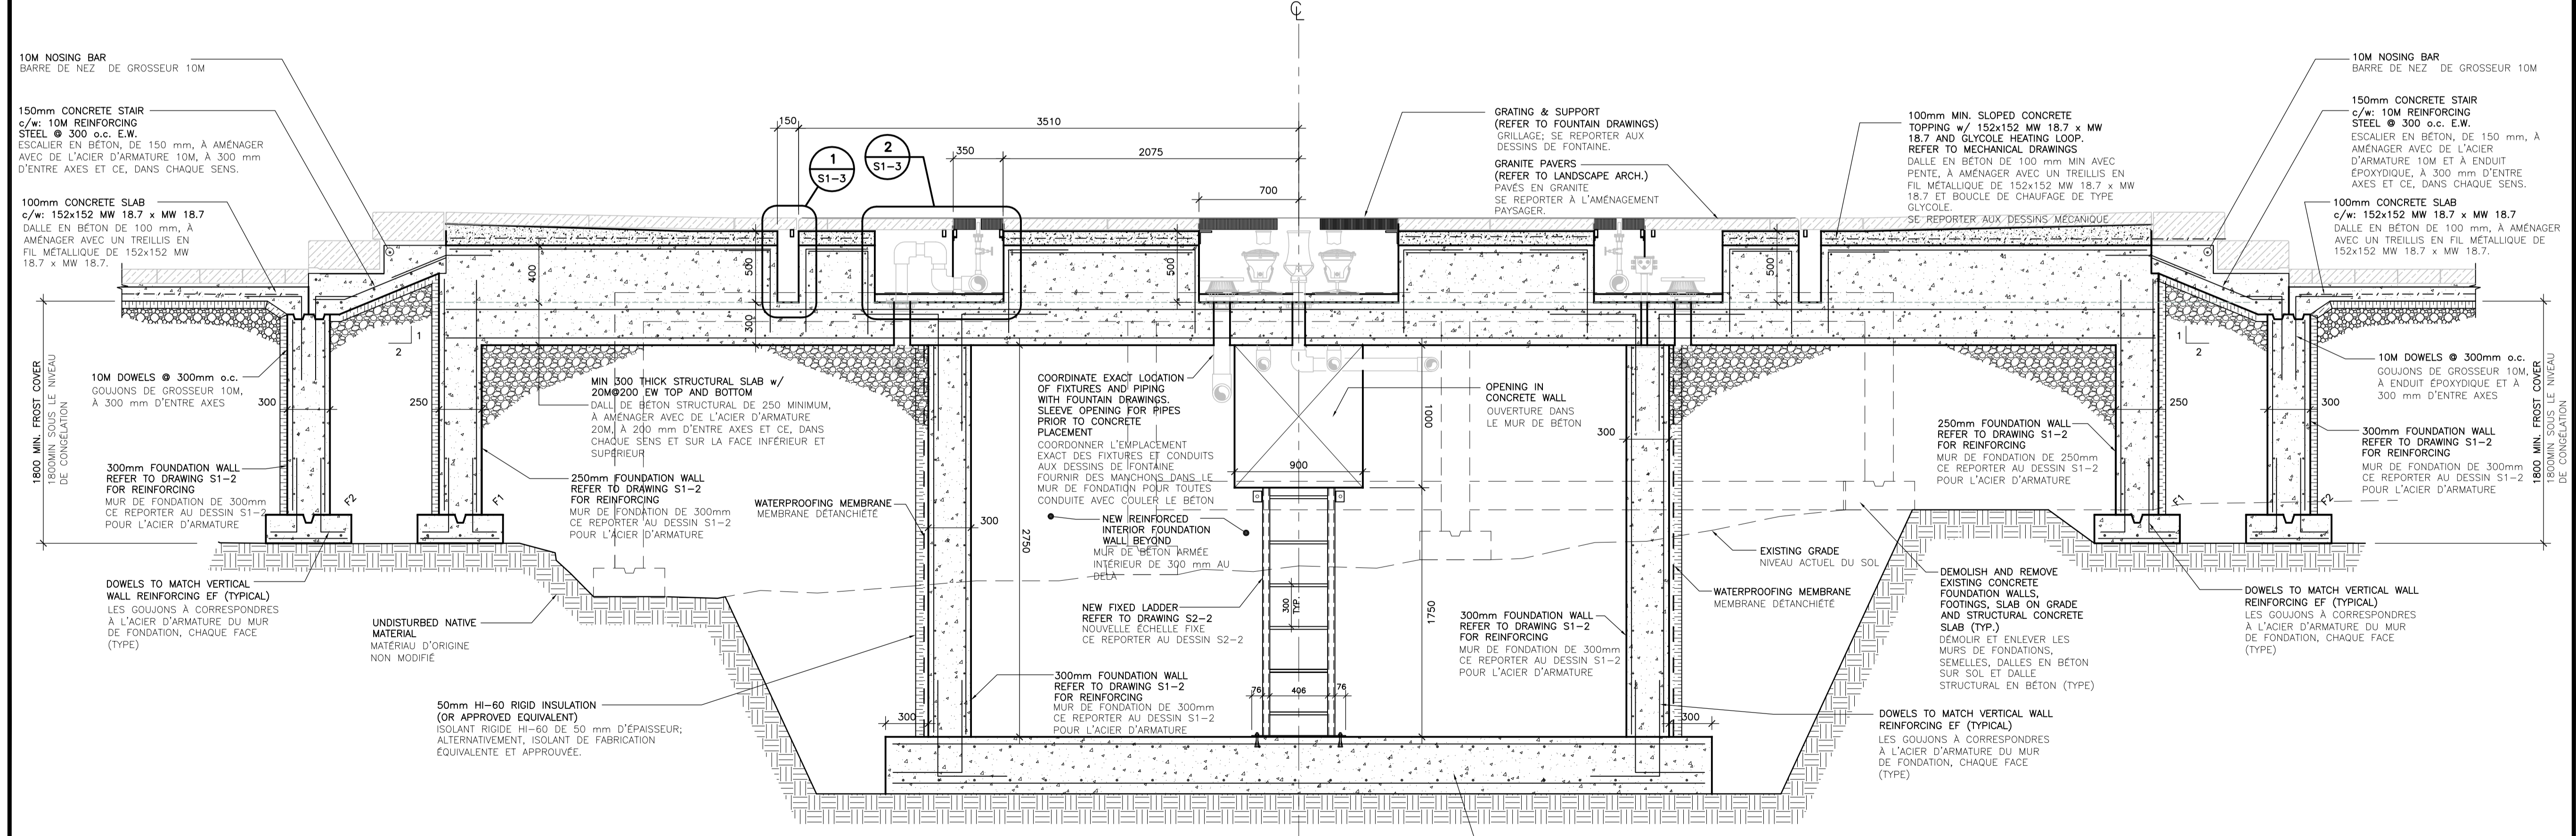 10M NOSING BAR
BARRE DE NEZ DE GROSSEUR 10M
150mm CONCRETE STAIR
c/w: 10M REINFORCING
STEEL @ 300 o.c. E.W.
ESCALIER EN BÉTON, DE 150 mm, À AMÉNAGER
AVEC DE L'ACIER D'ARMATURE 10M, À 300 mm
D'ENTRE AXES ET CE, DANS CHAQUE SENS.
100mm CONCRETE SLAB
c/w: 152x152 MW 18.7 x MW 18.7
DALLE EN BÉTON DE 100 mm, À
AMÉNAGER AVEC UN TREILLIS EN
FIL MÉTALLIQUE DE 152x152 MW
18.7 x MW 18.7.
1800 MIN. FROST COVER
1800MIN SOUS LE NIVEAU
DE CONGÉLATION
10M DOWELS @ 300mm o.c.
GOUJONS DE GROSSEUR 10M,
À 300 mm D'ENTRE AXES
300
250
300mm FOUNDATION WALL
REFER TO DRAWING S1-2
FOR REINFORCING
MUR DE FONDATION DE 300mm
CE REPORTER AU DESSIN S1-2
POUR L'ACIER D'ARMATURE
F2
F1
DOWELS TO MATCH VERTICAL
WALL REINFORCING EF (TYPICAL)
LES GOUJONS À CORRESPONDRES
À L'ACIER D'ARMATURE DU MUR
DE FONDATION, CHAQUE FACE
(TYPE)
UNDISTURBED NATIVE
MATERIAL
MATÉRIAU D'ORIGINE
NON MODIFIÉ
1
2
400
500
300
150
3510
1
S1-3
2
S1-3
350
2075
700
500
500
MIN 300 THICK STRUCTURAL SLAB w/
20M@200 EW TOP AND BOTTOM
DALL DE BÉTON STRUCTURAL DE 250 MINIMUM,
À AMÉNAGER AVEC DE L'ACIER D'ARMATURE
20M, À 200 mm D'ENTRE AXES ET CE, DANS
CHAQUE SENS ET SUR LA FACE INFÉRIEUR ET
SUPÉRIEUR
250mm FOUNDATION WALL
REFER TO DRAWING S1-2
FOR REINFORCING
MUR DE FONDATION DE 300mm
CE REPORTER AU DESSIN S1-2
POUR L'ACIER D'ARMATURE
WATERPROOFING MEMBRANE
MEMBRANE DÉTANCHIÉTÉ
50mm HI-60 RIGID INSULATION
(OR APPROVED EQUIVALENT)
ISOLANT RIGIDE HI-60 DE 50 mm D'ÉPAISSEUR;
ALTERNATIVEMENT, ISOLANT DE FABRICATION
ÉQUIVALENTE ET APPROUVÉE.
300
300
2750
COORDINATE EXACT LOCATION
OF FIXTURES AND PIPING
WITH FOUNTAIN DRAWINGS.
SLEEVE OPENING FOR PIPES
PRIOR TO CONCRETE
PLACEMENT
COORDONNER L'EMPLACEMENT
EXACT DES FIXTURES ET CONDUITS
AUX DESSINS DE FONTAINE
FOURNIR DES MANCHONS DANS LE
MUR DE FONDATION POUR TOUTES
CONDUITE AVEC COULER LE BÉTON
NEW REINFORCED
INTERIOR FOUNDATION
WALL BEYOND
MUR DE BÉTON ARMÉE
INTÉRIEUR DE 300 mm AU
DELÀ
NEW FIXED LADDER
REFER TO DRAWING S2-2
NOUVELLE ÉCHELLE FIXE
CE REPORTER AU DESSIN S2-2
300mm FOUNDATION WALL
REFER TO DRAWING S1-2
FOR REINFORCING
MUR DE FONDATION DE 300mm
CE REPORTER AU DESSIN S1-2
POUR L'ACIER D'ARMATURE
900
1000
1750
300
TYP.
76
406
76
GRATING & SUPPORT
(REFER TO FOUNTAIN DRAWINGS)
GRILLAGE; SE REPORTER AUX
DESSINS DE FONTAINE.
GRANITE PAVERS
(REFER TO LANDSCAPE ARCH.)
PAVÉS EN GRANITE
SE REPORTER À L'AMÉNAGEMENT
PAYSAGER.
OPENING IN
CONCRETE WALL
OUVERTURE DANS
LE MUR DE BÉTON
300
300
300mm FOUNDATION WALL
REFER TO DRAWING S1-2
FOR REINFORCING
MUR DE FONDATION DE 300mm
CE REPORTER AU DESSIN S1-2
POUR L'ACIER D'ARMATURE
EXISTING GRADE
NIVEAU ACTUEL DU SOL
WATERPROOFING MEMBRANE
MEMBRANE DÉTANCHIÉTÉ
100mm MIN. SLOPED CONCRETE
TOPPING w/ 152x152 MW 18.7 x MW
18.7 AND GLYCOLE HEATING LOOP.
REFER TO MECHANICAL DRAWINGS
DALLE EN BÉTON DE 100 mm MIN AVEC
PENTE, À AMÉNAGER AVEC UN TREILLIS EN
FIL MÉTALLIQUE DE 152x152 MW 18.7 x MW
18.7 ET BOUCLE DE CHAUFAGE DE TYPE
GLYCOLE.
SE REPORTER AUX DESSINS MÉCANIQUE
250mm FOUNDATION WALL
REFER TO DRAWING S1-2
FOR REINFORCING
MUR DE FONDATION DE 250mm
CE REPORTER AU DESSIN S1-2
POUR L'ACIER D'ARMATURE
DEMOLISH AND REMOVE
EXISTING CONCRETE
FOUNDATION WALLS,
FOOTINGS, SLAB ON GRADE
AND STRUCTURAL CONCRETE
SLAB (TYP.)
DÉMOLIR ET ENLEVER LES
MURS DE FONDATIONS,
SEMELLES, DALLES EN BÉTON
SUR SOL ET DALLE
STRUCTURAL EN BÉTON (TYPE)
DOWELS TO MATCH VERTICAL WALL
REINFORCING EF (TYPICAL)
LES GOUJONS À CORRESPONDRES
À L'ACIER D'ARMATURE DU MUR
DE FONDATION, CHAQUE FACE
(TYPE)
1
2
250
300
F1
F2
10M NOSING BAR
BARRE DE NEZ DE GROSSEUR 10M
150mm CONCRETE STAIR
c/w: 10M REINFORCING
STEEL @ 300 o.c. E.W.
ESCALIER EN BÉTON, DE 150 mm, À
AMÉNAGER AVEC DE L'ACIER
D'ARMATURE 10M ET À ENDUIT
ÉPOXYDIQUE, À 300 mm D'ENTRE
AXES ET CE, DANS CHAQUE SENS.
100mm CONCRETE SLAB
c/w: 152x152 MW 18.7 x MW 18.7
DALLE EN BÉTON DE 100 mm, À AMÉNAGER
AVEC UN TREILLIS EN FIL MÉTALLIQUE DE
152x152 MW 18.7 x MW 18.7.
10M DOWELS @ 300mm o.c.
GOUJONS DE GROSSEUR 10M,
À ENDUIT ÉPOXYDIQUE ET À
300 mm D'ENTRE AXES
300mm FOUNDATION WALL
REFER TO DRAWING S1-2
FOR REINFORCING
MUR DE FONDATION DE 300mm
CE REPORTER AU DESSIN S1-2
POUR L'ACIER D'ARMATURE
1800 MIN. FROST COVER
1800MIN SOUS LE NIVEAU
DE CONGÉLATION
DOWELS TO MATCH VERTICAL WALL
REINFORCING EF (TYPICAL)
LES GOUJONS À CORRESPONDRES
À L'ACIER D'ARMATURE DU MUR
DE FONDATION, CHAQUE FACE
(TYPE)